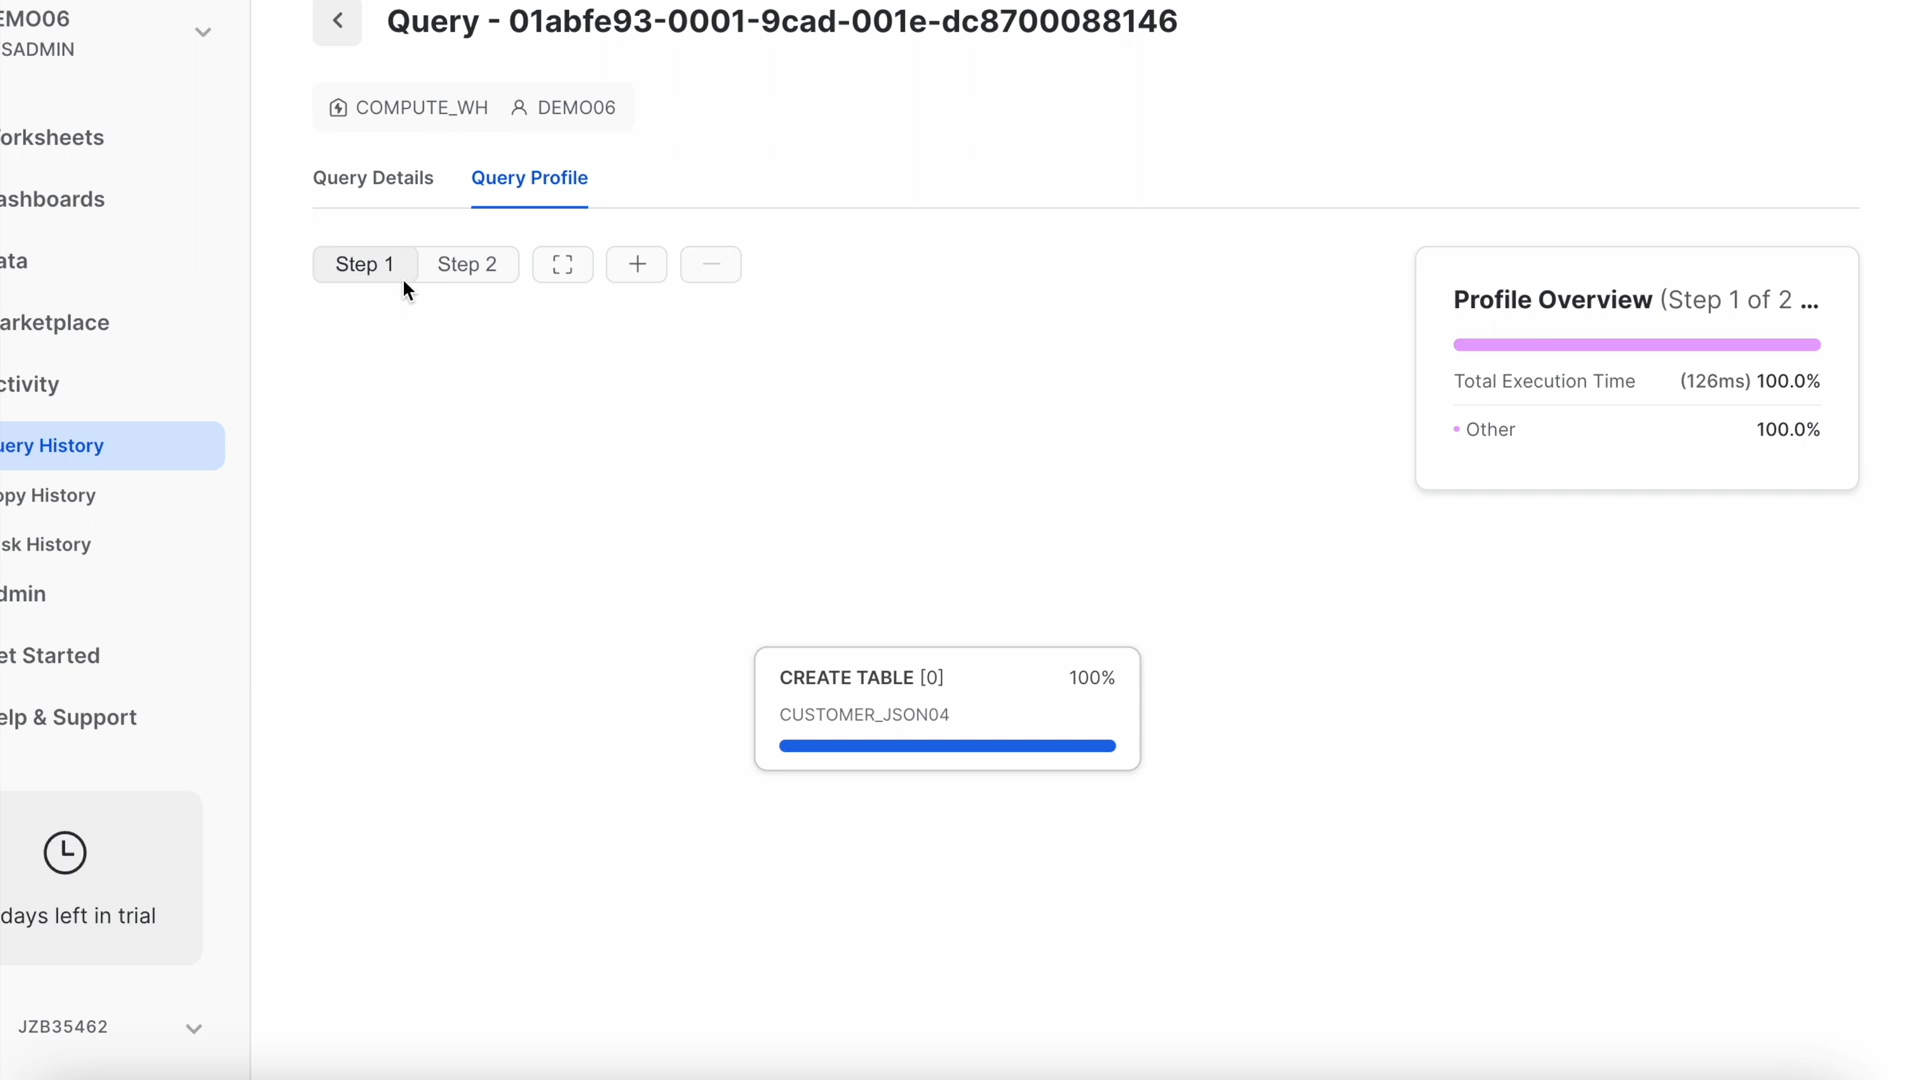 EMO06
SADMIN
orksheets
ashboards
ata
arketplace
ctivity
uery History
opy History
sk History
dmin
et Started
elp & Support
days left in trial
JZB35462
Query - 01abfe93-0001-9cad-001e-dc8700088146
COMPUTE_WH DEMO06
Query Details Query Profile
Step 1 Step 2
Profile Overview (Step 1 of 2 ...
Total Execution Time (126ms) 100.0%
Other 100.0%
CREATE TABLE [0] 100%
CUSTOMER_JSON04